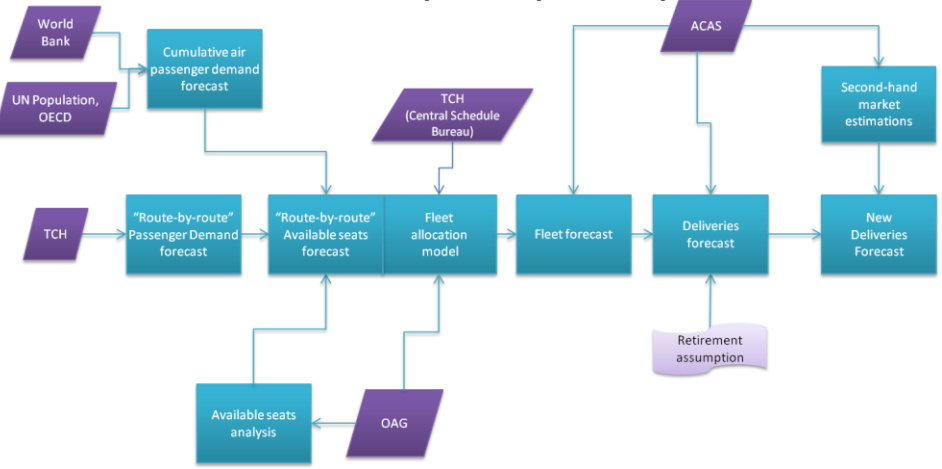 World
Bank
Cumulative air
passenger demand
forecast
UN Population,
OECD
ACAS
TCH
(Central Schedule
Bureau)
Second-hand
market
estimations
TCH
"Route-by-route"
Passenger Demand
forecast
"Route-by-route"
Available seats
forecast
Fleet
allocation
model
Fleet forecast
Deliveries
forecast
New
Deliveries
Forecast
Retirement
assumption
Available seats
analysis
OAG